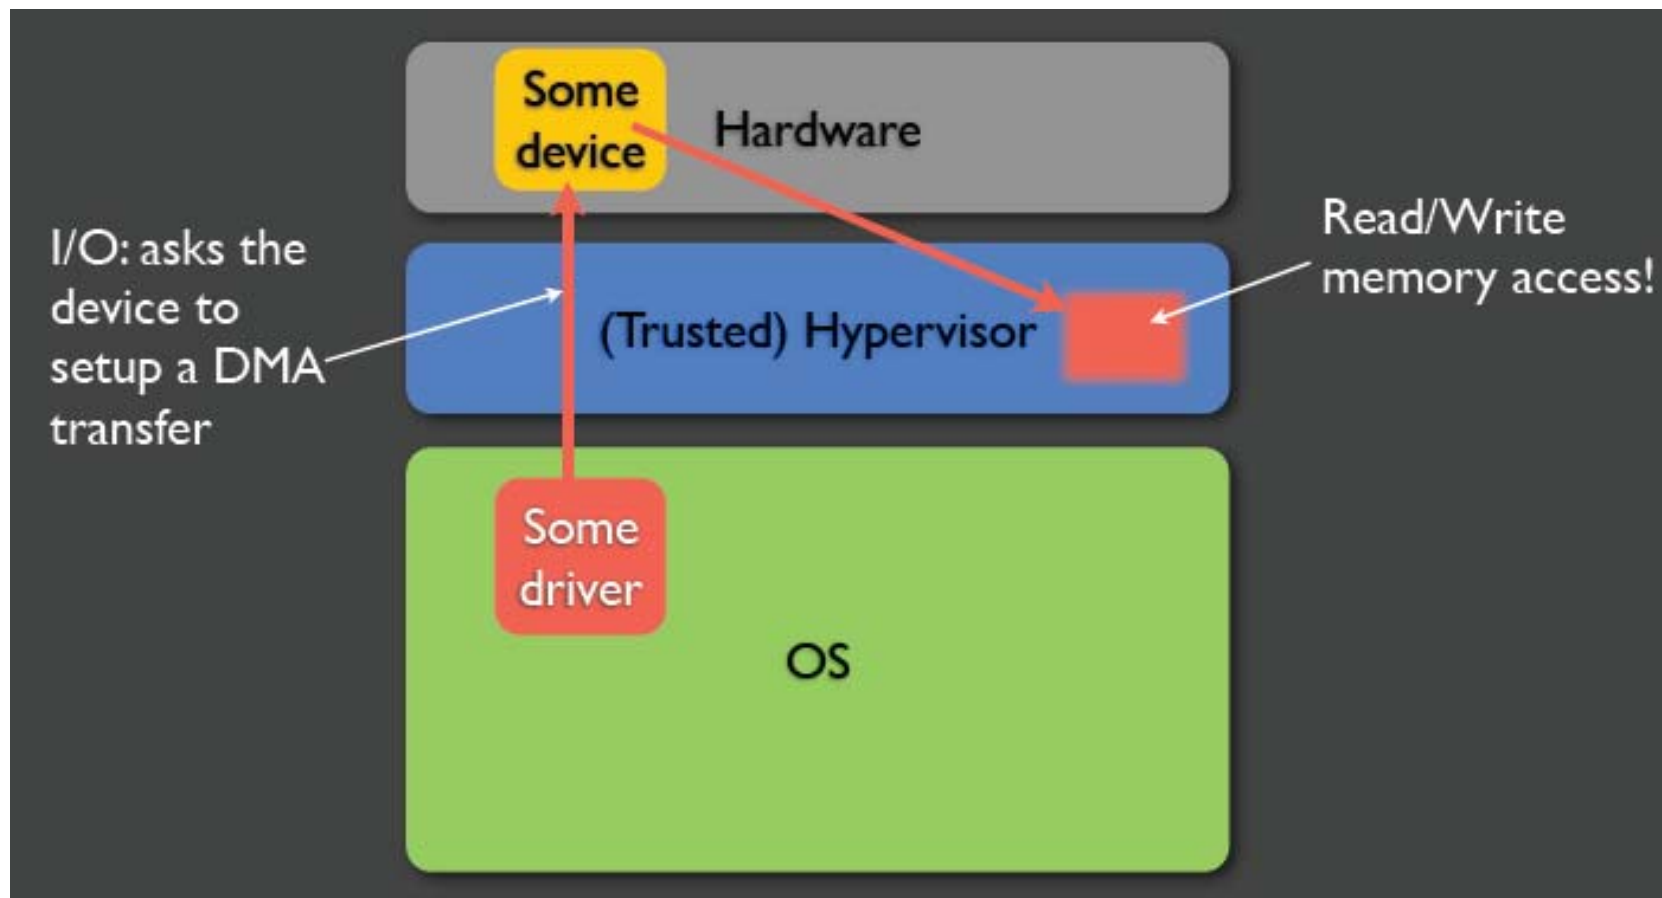 Some
device
Hardware
I/O: asks the
device to
setup a DMA
transfer
Read/Write
memory access!
(Trusted) Hypervisor
Some
driver
OS